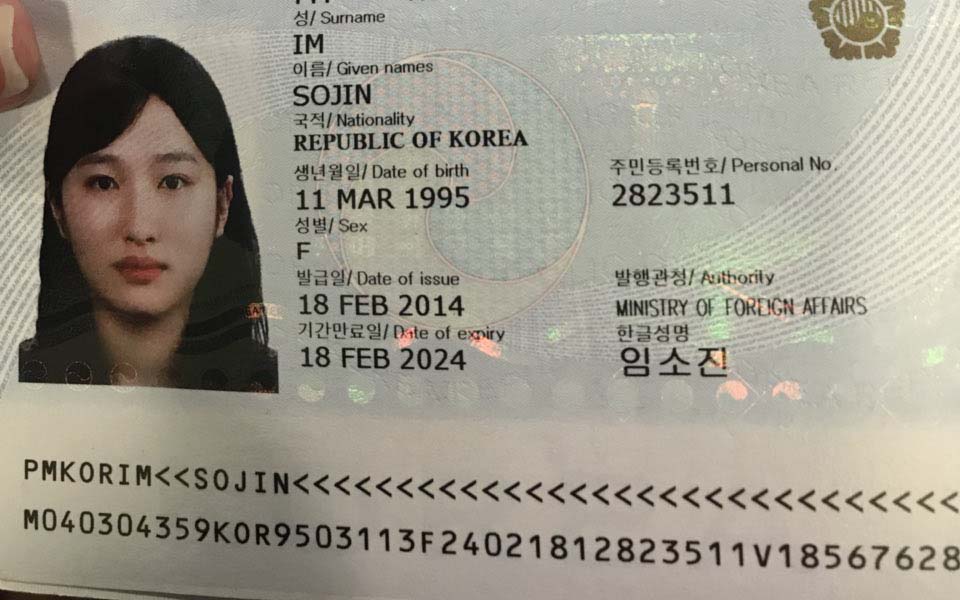 성/ Surname
IM
이름/ Given names
SOJIN
국적/ Nationality
REPUBLIC OF KOREA
생년월일/ Date of birth
11 MAR 1995
주민등록번호/ Personal No.
2823511
성별/ Sex
F
발급일/ Date of issue
18 FEB 2014
발행관청/ Authority
MINISTRY OF FOREIGN AFFAIRS
기간만료일/ Date of expiry
18 FEB 2024
한글성명
임소진
PMKORIM<<SOJIN<<<<<<<<<<<<<<<<<<<<<<<<<<<<<<
M040304359KOR9503113F24021812823511V18567628